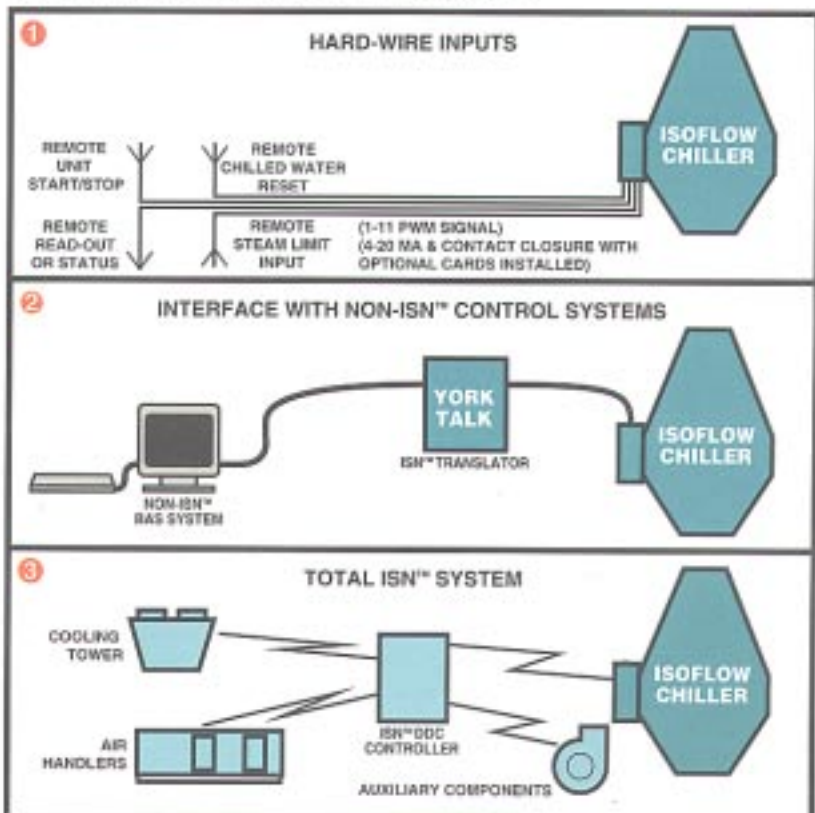 1
HARD-WIRE INPUTS
REMOTE
UNIT
START/STOP
REMOTE
CHILLED WATER
RESET
REMOTE
READ-OUT
OR STATUS
REMOTE
STEAM LIMIT
INPUT
(1-11 PWM SIGNAL)
(4-20 MA & CONTACT CLOSURE WITH
OPTIONAL CARDS INSTALLED)
ISOFLOW
CHILLER
2
INTERFACE WITH NON-ISN™ CONTROL SYSTEMS
NON-ISN™
BAS SYSTEM
YORK
TALK
ISN™ TRANSLATOR
ISOFLOW
CHILLER
3
TOTAL ISN™ SYSTEM
COOLING
TOWER
AIR
HANDLERS
ISN™ DDC
CONTROLLER
AUXILIARY COMPONENTS
ISOFLOW
CHILLER